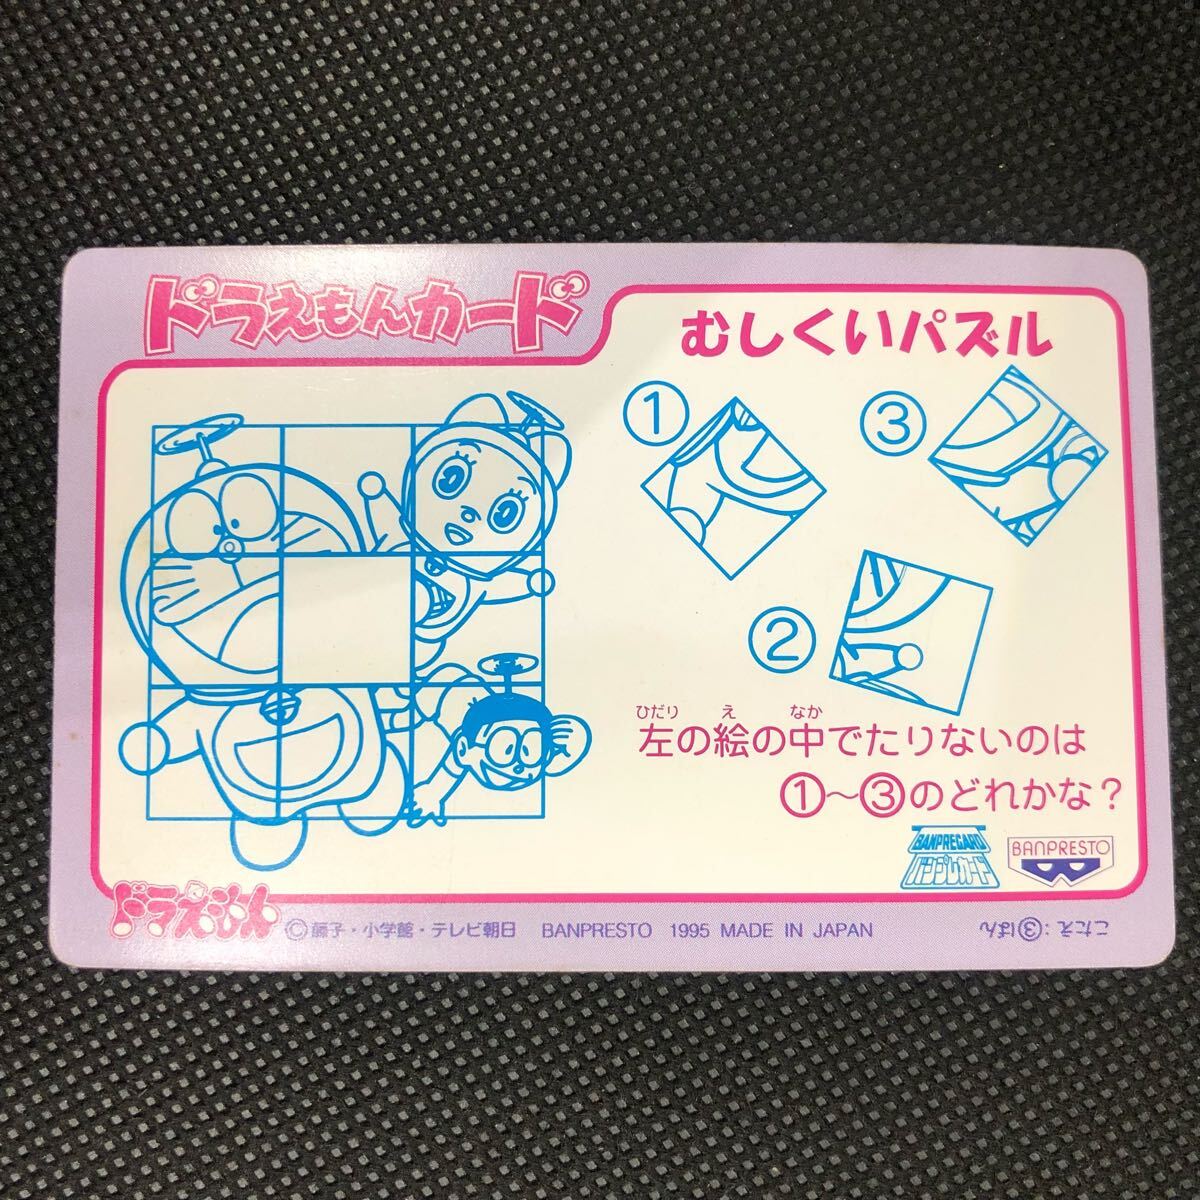 ドラえもんカード
むしくいパズル
①
③
②
ひだり え なか
左の絵の中でたりないのは
①〜③のどれかな？
BANPRECARD
バンプレカード
BANPRESTO
ドラえもん
©藤子・小学館・テレビ朝日 BANPRESTO 1995 MADE IN JAPAN
こたえ：③ばん